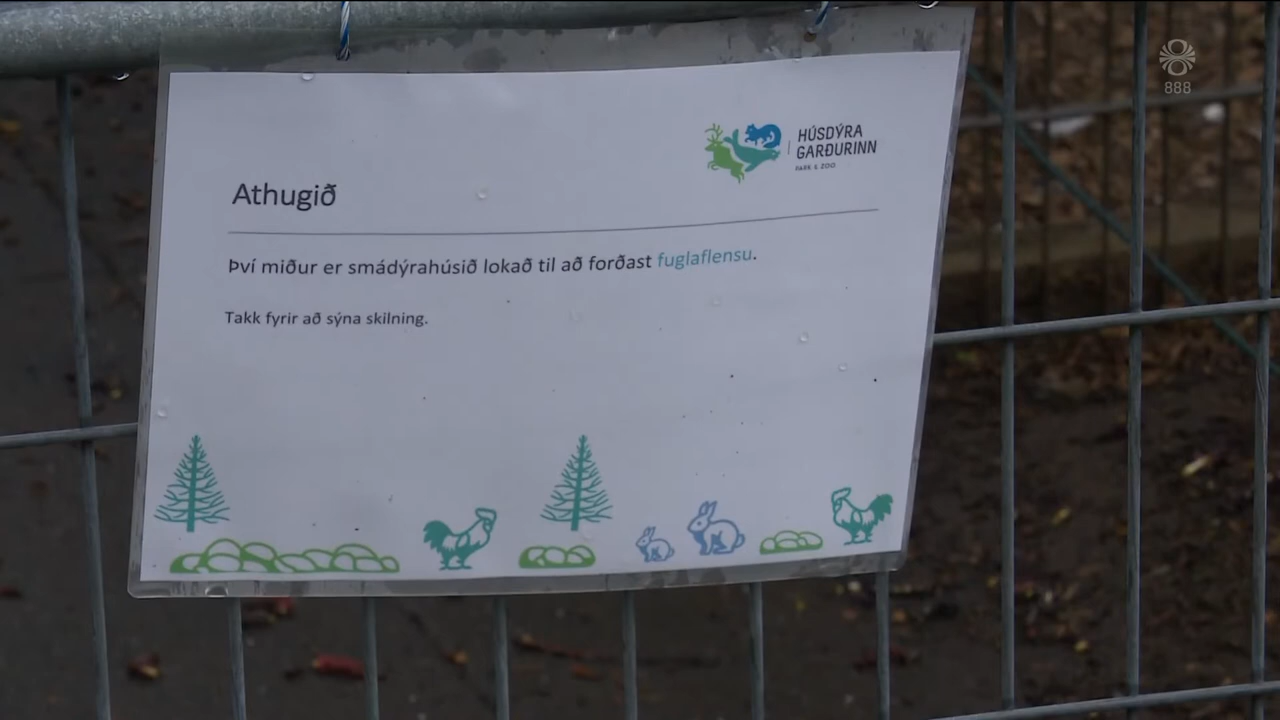 888
HÚSDÝRA
GARÐURINN
PARK & ZOO
Athugið
Því miður er smádýrahúsið lokað til að forðast fuglaflensu.
Takk fyrir að sýna skilning.